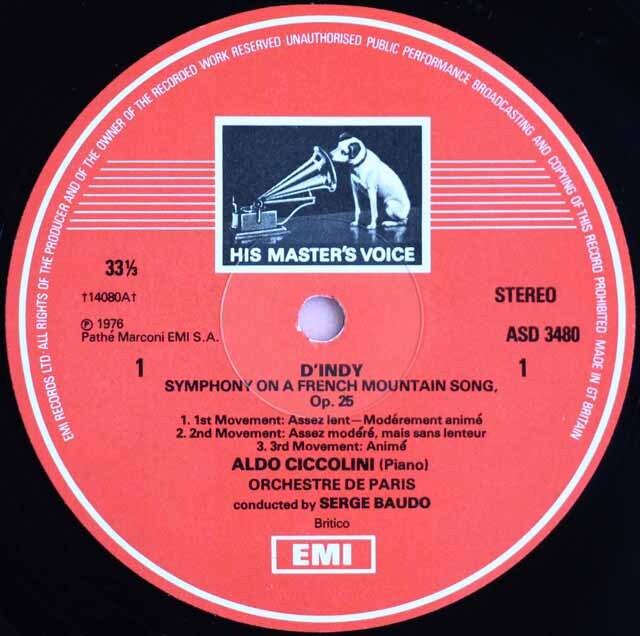 EMI RECORDS LTD ALL RIGHTS OF THE PRODUCER AND OF THE OWNER OF THE RECORDED WORK RESERVED UNAUTHORISED PUBLIC PERFORMANCE BROADCASTING AND COPYING OF THIS RECORD PROHIBITED MADE IN GT BRITAIN
HIS MASTER'S VOICE
33⅓
STEREO
†14080A†
℗ 1976
Pathé Marconi EMI S.A.
ASD 3480
1
1
D'INDY
SYMPHONY ON A FRENCH MOUNTAIN SONG,
Op. 25
1. 1st Movement: Assez lent—Modérement animé
2. 2nd Movement: Assez modéré, mais sans lenteur
3. 3rd Movement: Animé
ALDO CICCOLINI (Piano)
ORCHESTRE DE PARIS
conducted by SERGE BAUDO
Britico
EMI